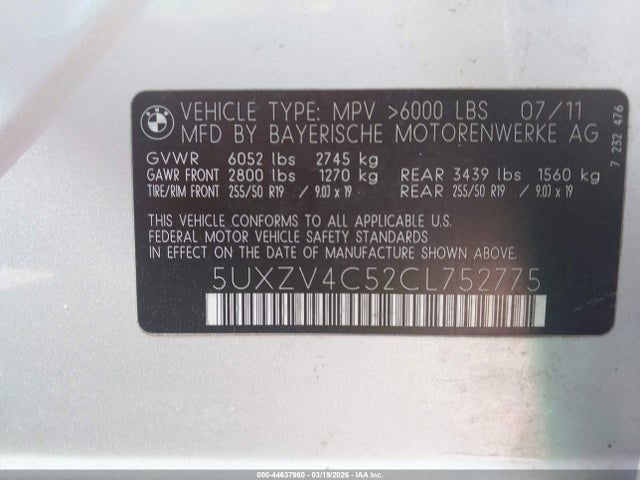 BMW
VEHICLE TYPE: MPV >6000 LBS 07/11
MFD BY BAYERISCHE MOTORENWERKE AG
GVWR 6052 lbs 2745 kg
GAWR FRONT 2800 lbs 1270 kg REAR 3439 lbs 1560 kg
TIRE/RIM FRONT 255/50 R19 / 9.0J x 19 REAR 255/50 R19 / 9.0J x 19
THIS VEHICLE CONFORMS TO ALL APPLICABLE U.S.
FEDERAL MOTOR VEHICLE SAFETY STANDARDS
IN EFFECT ON THE DATE OF MANUFACTURE SHOWN ABOVE.
5UXZV4C52CL752775
7 232 476
000-44637960 - 03/19/2026 - IAA Inc.